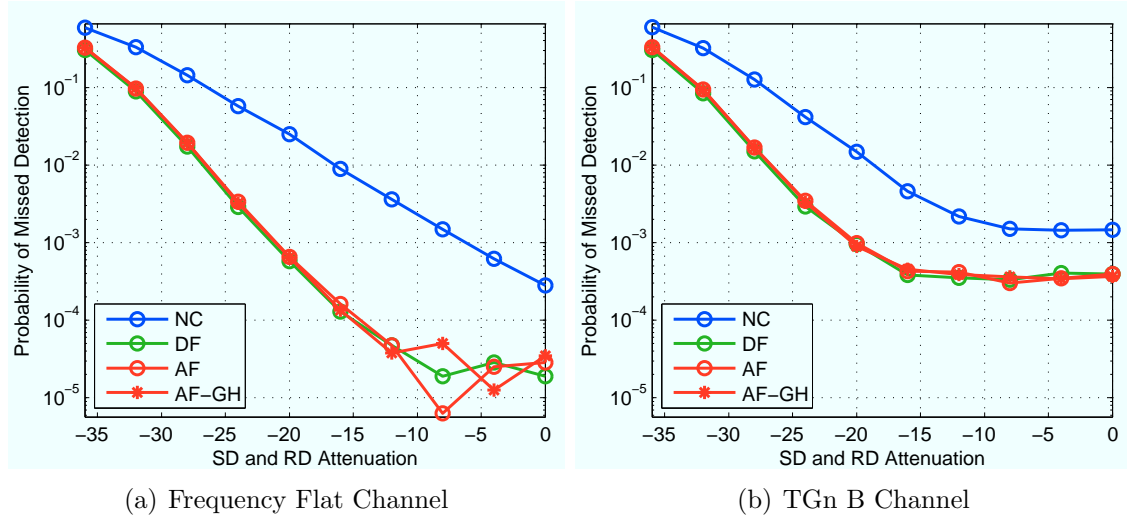 Probability of Missed Detection
10^−1
10^−2
10^−3
10^−4
10^−5
NC
DF
AF
AF−GH
−35 −30 −25 −20 −15 −10 −5 0
SD and RD Attenuation
(a) Frequency Flat Channel
Probability of Missed Detection
10^−1
10^−2
10^−3
10^−4
10^−5
NC
DF
AF
AF−GH
−35 −30 −25 −20 −15 −10 −5 0
SD and RD Attenuation
(b) TGn B Channel